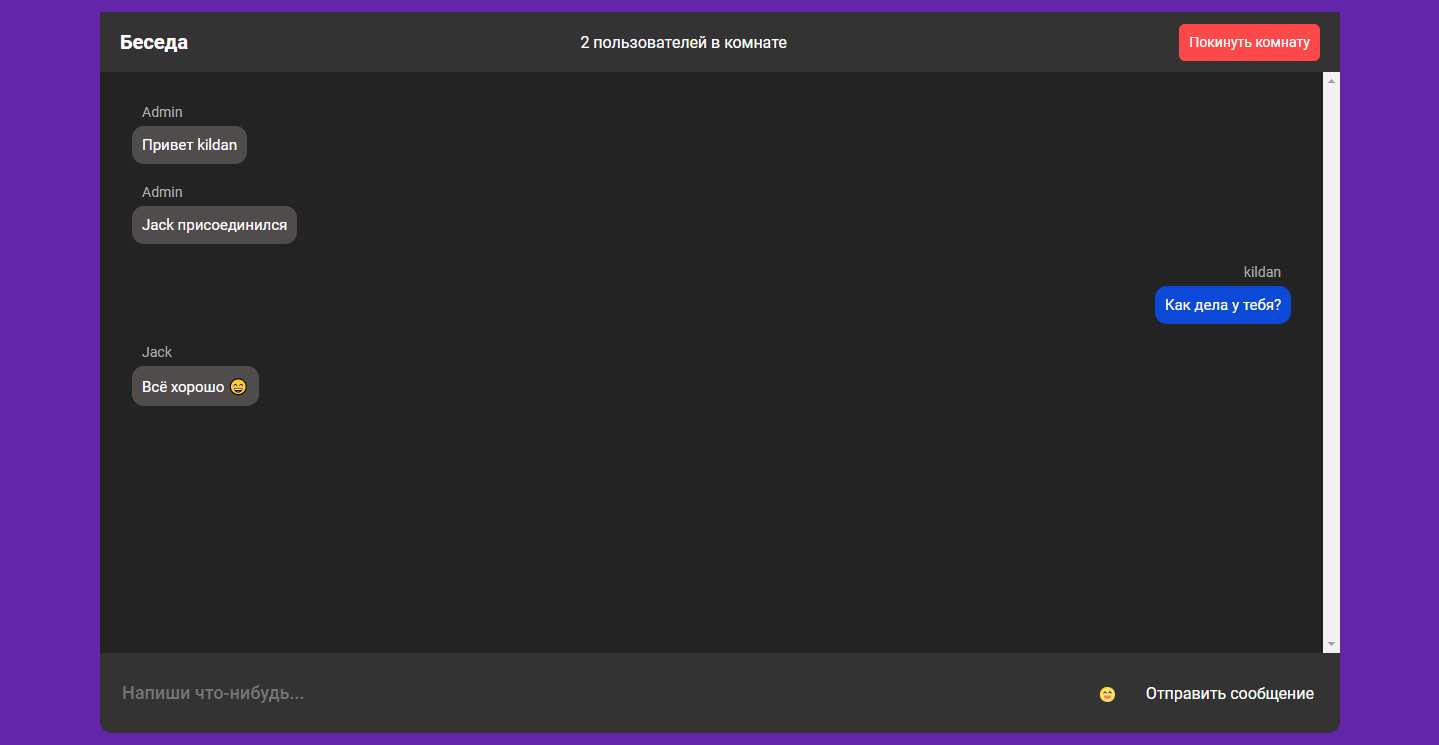 Беседа
2 пользователей в комнате
Покинуть комнату
Admin
Привет kildan
Admin
Jack присоединился
kildan
Как дела у тебя?
Jack
Всё хорошо 😄
Напиши что-нибудь...
Отправить сообщение